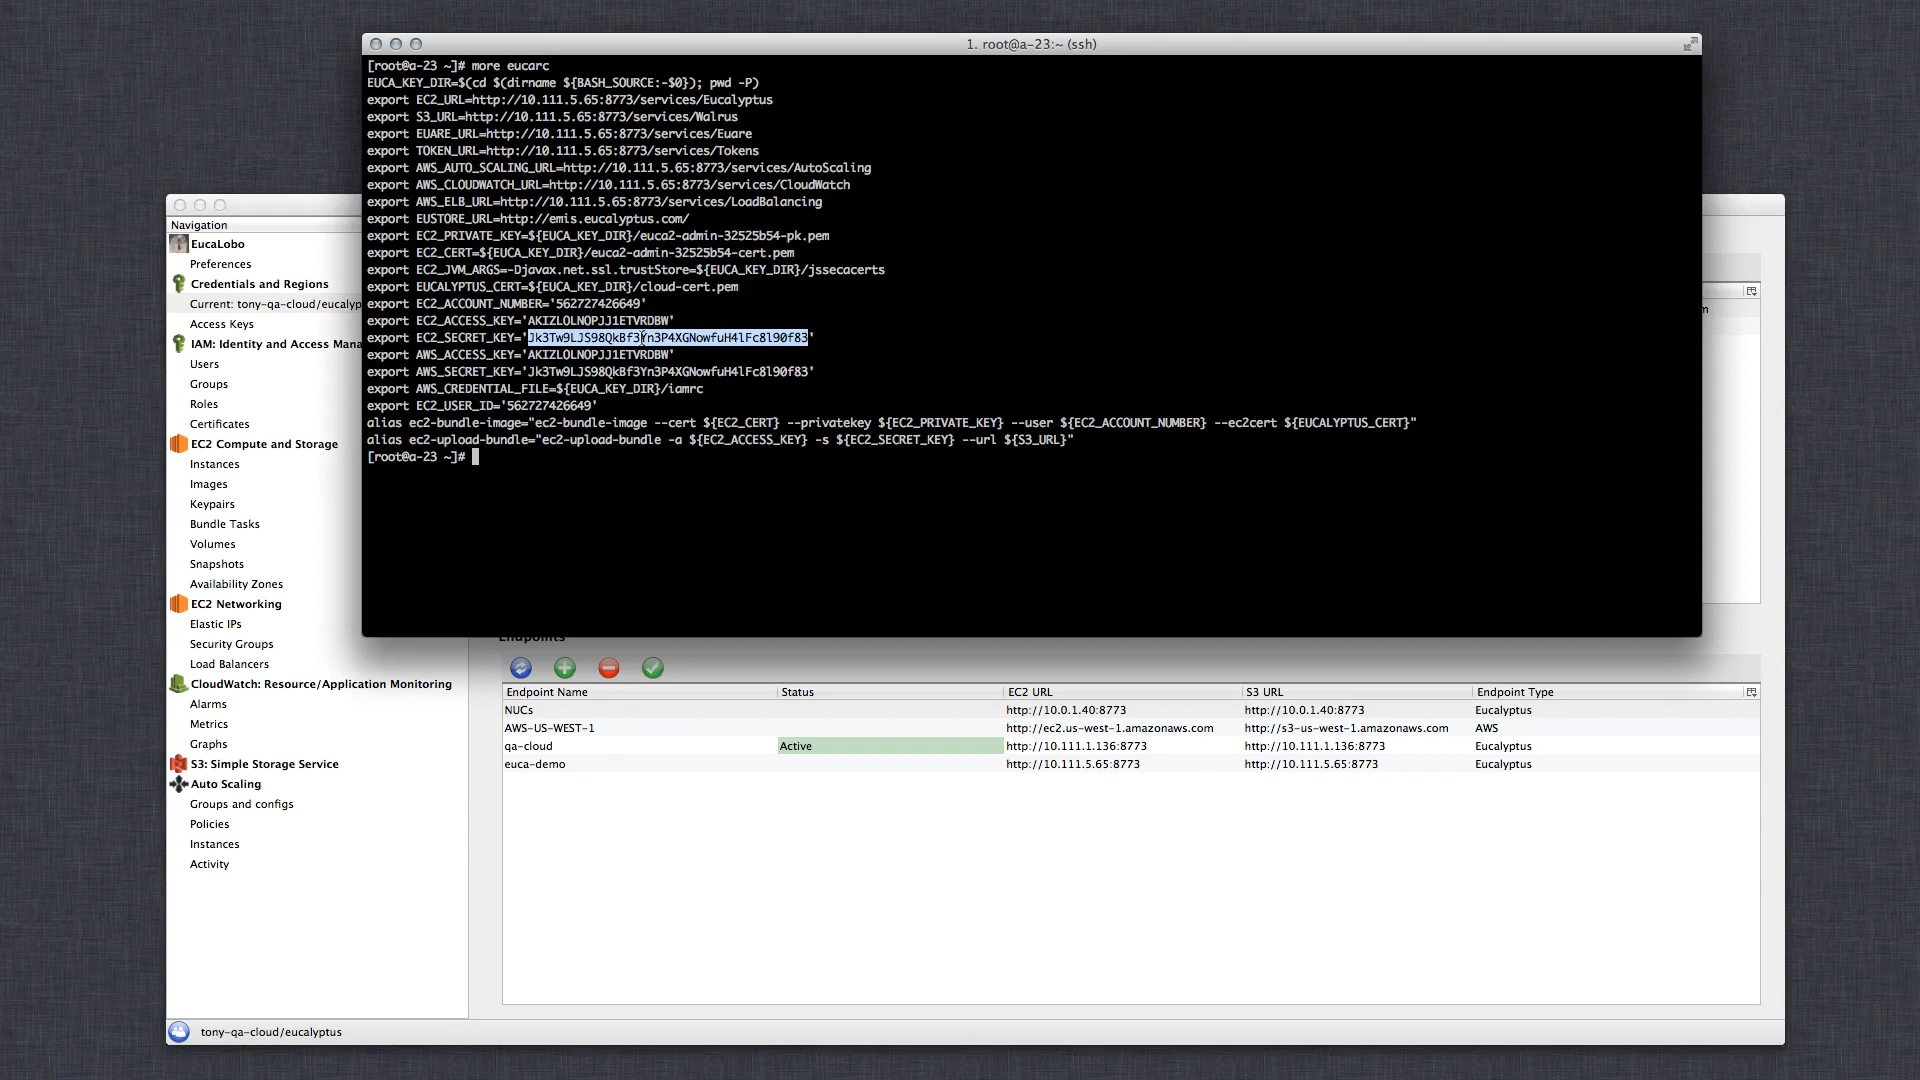 1. root@a-23:~ (ssh)
[root@a-23 ~]# more eucarc
EUCA_KEY_DIR=$(cd $(dirname ${BASH_SOURCE:-$0}); pwd -P)
export EC2_URL=http://10.111.5.65:8773/services/Eucalyptus
export S3_URL=http://10.111.5.65:8773/services/Walrus
export EUARE_URL=http://10.111.5.65:8773/services/Euare
export TOKEN_URL=http://10.111.5.65:8773/services/Tokens
export AWS_AUTO_SCALING_URL=http://10.111.5.65:8773/services/AutoScaling
export AWS_CLOUDWATCH_URL=http://10.111.5.65:8773/services/CloudWatch
export AWS_ELB_URL=http://10.111.5.65:8773/services/LoadBalancing
export EUSTORE_URL=http://emis.eucalyptus.com/
export EC2_PRIVATE_KEY=${EUCA_KEY_DIR}/euca2-admin-32525b54-pk.pem
export EC2_CERT=${EUCA_KEY_DIR}/euca2-admin-32525b54-cert.pem
export EC2_JVM_ARGS=-Djavax.net.ssl.trustStore=${EUCA_KEY_DIR}/jssecacerts
export EUCALYPTUS_CERT=${EUCA_KEY_DIR}/cloud-cert.pem
export EC2_ACCOUNT_NUMBER='562727426649'
export EC2_ACCESS_KEY='AKIZLOLNOPJJ1ETVRDBW'
export EC2_SECRET_KEY='Jk3Tw9LJS98QkBf3Yn3P4XGNowfuH4lFc8l90f83'
export AWS_ACCESS_KEY='AKIZLOLNOPJJ1ETVRDBW'
export AWS_SECRET_KEY='Jk3Tw9LJS98QkBf3Yn3P4XGNowfuH4lFc8l90f83'
export AWS_CREDENTIAL_FILE=${EUCA_KEY_DIR}/iamrc
export EC2_USER_ID='562727426649'
alias ec2-bundle-image="ec2-bundle-image --cert ${EC2_CERT} --privatekey ${EC2_PRIVATE_KEY} --user ${EC2_ACCOUNT_NUMBER} --ec2cert ${EUCALYPTUS_CERT}"
alias ec2-upload-bundle="ec2-upload-bundle -a ${EC2_ACCESS_KEY} -s ${EC2_SECRET_KEY} --url ${S3_URL}"
[root@a-23 ~]#
Navigation
EucaLobo
Preferences
Credentials and Regions
Current: tony-qa-cloud/eucalyp
Access Keys
IAM: Identity and Access Mana
Users
Groups
Roles
Certificates
EC2 Compute and Storage
Instances
Images
Keypairs
Bundle Tasks
Volumes
Snapshots
Availability Zones
EC2 Networking
Elastic IPs
Security Groups
Load Balancers
CloudWatch: Resource/Application Monitoring
Alarms
Metrics
Graphs
S3: Simple Storage Service
Auto Scaling
Groups and configs
Policies
Instances
Activity
Endpoints
Endpoint Name Status EC2 URL S3 URL Endpoint Type
NUCs http://10.0.1.40:8773 http://10.0.1.40:8773 Eucalyptus
AWS-US-WEST-1 http://ec2.us-west-1.amazonaws.com http://s3-us-west-1.amazonaws.com AWS
qa-cloud Active http://10.111.1.136:8773 http://10.111.1.136:8773 Eucalyptus
euca-demo http://10.111.5.65:8773 http://10.111.5.65:8773 Eucalyptus
tony-qa-cloud/eucalyptus